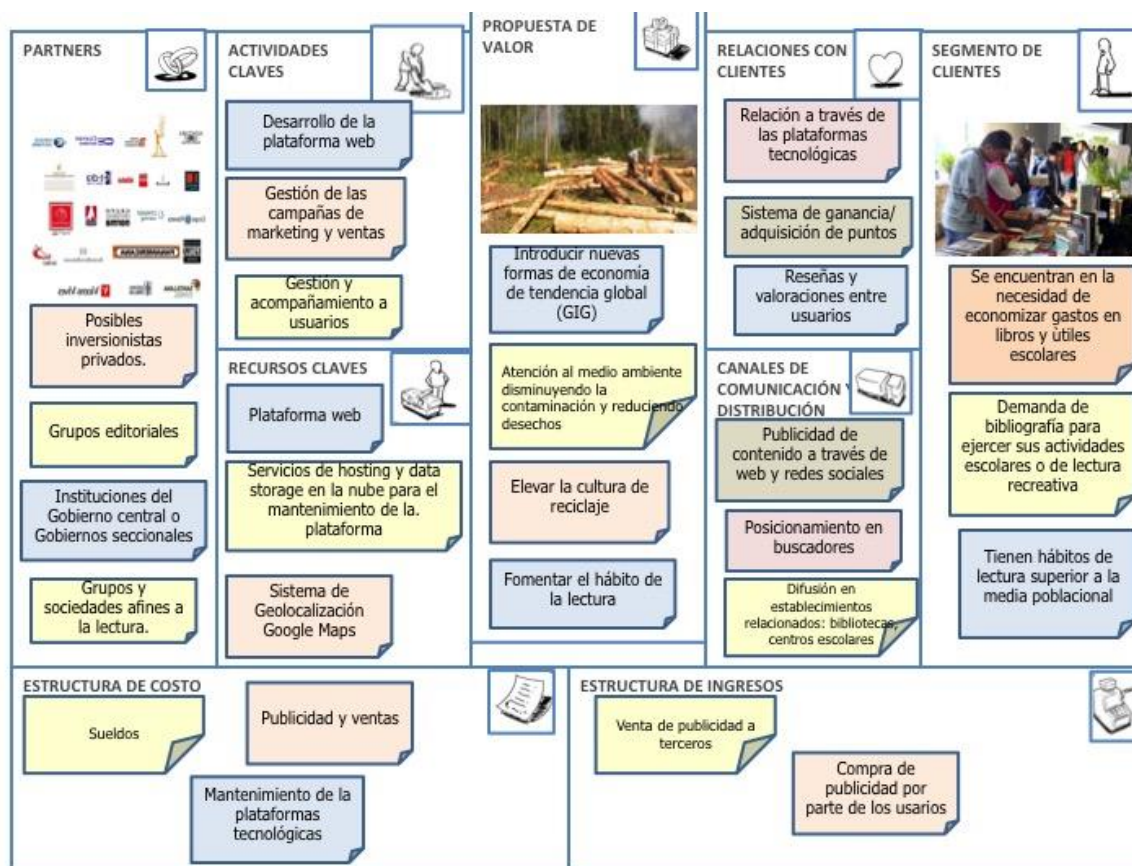 PARTNERS
Posibles
inversionistas
privados.
Grupos editoriales
Instituciones del
Gobierno central o
Gobiernos seccionales
Grupos y
sociedades afines a
la lectura.
ACTIVIDADES
CLAVES
Desarrollo de la
plataforma web
Gestión de las
campañas de
marketing y ventas
Gestión y
acompañamiento a
usuarios
RECURSOS CLAVES
Plataforma web
Servicios de hosting y data
storage en la nube para el
mantenimiento de la.
plataforma
Sistema de
Geolocalización
Google Maps
PROPUESTA DE
VALOR
Introducir nuevas
formas de economía
de tendencia global
(GIG)
Atención al medio ambiente
disminuyendo la
contaminación y reduciendo
desechos
Elevar la cultura de
reciclaje
Fomentar el hábito de
la lectura
RELACIONES CON
CLIENTES
Relación a través de
las plataformas
tecnológicas
Sistema de ganancia/
adquisición de puntos
Reseñas y
valoraciones entre
usuarios
CANALES DE
COMUNICACIÓN Y
DISTRIBUCIÓN
Publicidad de
contenido a través de
web y redes sociales
Posicionamiento en
buscadores
Difusión en
establecimientos
relacionados: bibliotecas,
centros escolares
SEGMENTO DE
CLIENTES
Se encuentran en la
necesidad de
economizar gastos en
libros y ùtiles
escolares
Demanda de
bibliografía para
ejercer sus actividades
escolares o de lectura
recreativa
Tienen hábitos de
lectura superior a la
media poblacional
ESTRUCTURA DE COSTO
Sueldos
Publicidad y ventas
Mantenimiento de la
plataformas
tecnológicas
ESTRUCTURA DE INGRESOS
Venta de publicidad a
terceros
Compra de
publicidad por
parte de los usarios